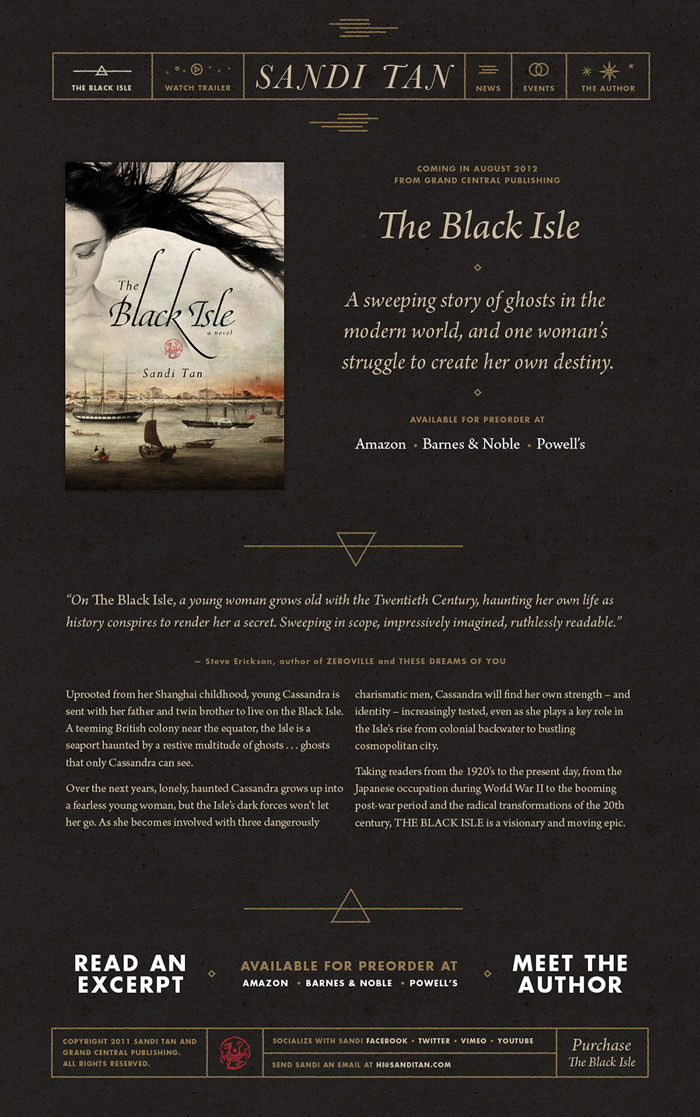 THE BLACK ISLE
WATCH TRAILER
SANDI TAN
NEWS
EVENTS
THE AUTHOR
The
Black Isle
a novel
Sandi Tan
COMING IN AUGUST 2012
FROM GRAND CENTRAL PUBLISHING
The Black Isle
A sweeping story of ghosts in the
modern world, and one woman's
struggle to create her own destiny.
AVAILABLE FOR PREORDER AT
Amazon • Barnes & Noble • Powell's
“On The Black Isle, a young woman grows old with the Twentieth Century, haunting her own life as
history conspires to render her a secret. Sweeping in scope, impressively imagined, ruthlessly readable.”
— Steve Erickson, author of ZEROVILLE and THESE DREAMS OF YOU
Uprooted from her Shanghai childhood, young Cassandra is
sent with her father and twin brother to live on the Black Isle.
A teeming British colony near the equator, the Isle is a
seaport haunted by a restive multitude of ghosts . . . ghosts
that only Cassandra can see.
Over the next years, lonely, haunted Cassandra grows up into
a fearless young woman, but the Isle's dark forces won't let
her go. As she becomes involved with three dangerously
charismatic men, Cassandra will find her own strength – and
identity – increasingly tested, even as she plays a key role in
the Isle's rise from colonial backwater to bustling
cosmopolitan city.
Taking readers from the 1920's to the present day, from the
Japanese occupation during World War II to the booming
post-war period and the radical transformations of the 20th
century, THE BLACK ISLE is a visionary and moving epic.
READ AN
EXCERPT
AVAILABLE FOR PREORDER AT
AMAZON • BARNES & NOBLE • POWELL'S
MEET THE
AUTHOR
COPYRIGHT 2011 SANDI TAN AND
GRAND CENTRAL PUBLISHING.
ALL RIGHTS RESERVED.
SOCIALIZE WITH SANDI FACEBOOK • TWITTER • VIMEO • YOUTUBE
SEND SANDI AN EMAIL AT HI@SANDITAN.COM
Purchase
The Black Isle